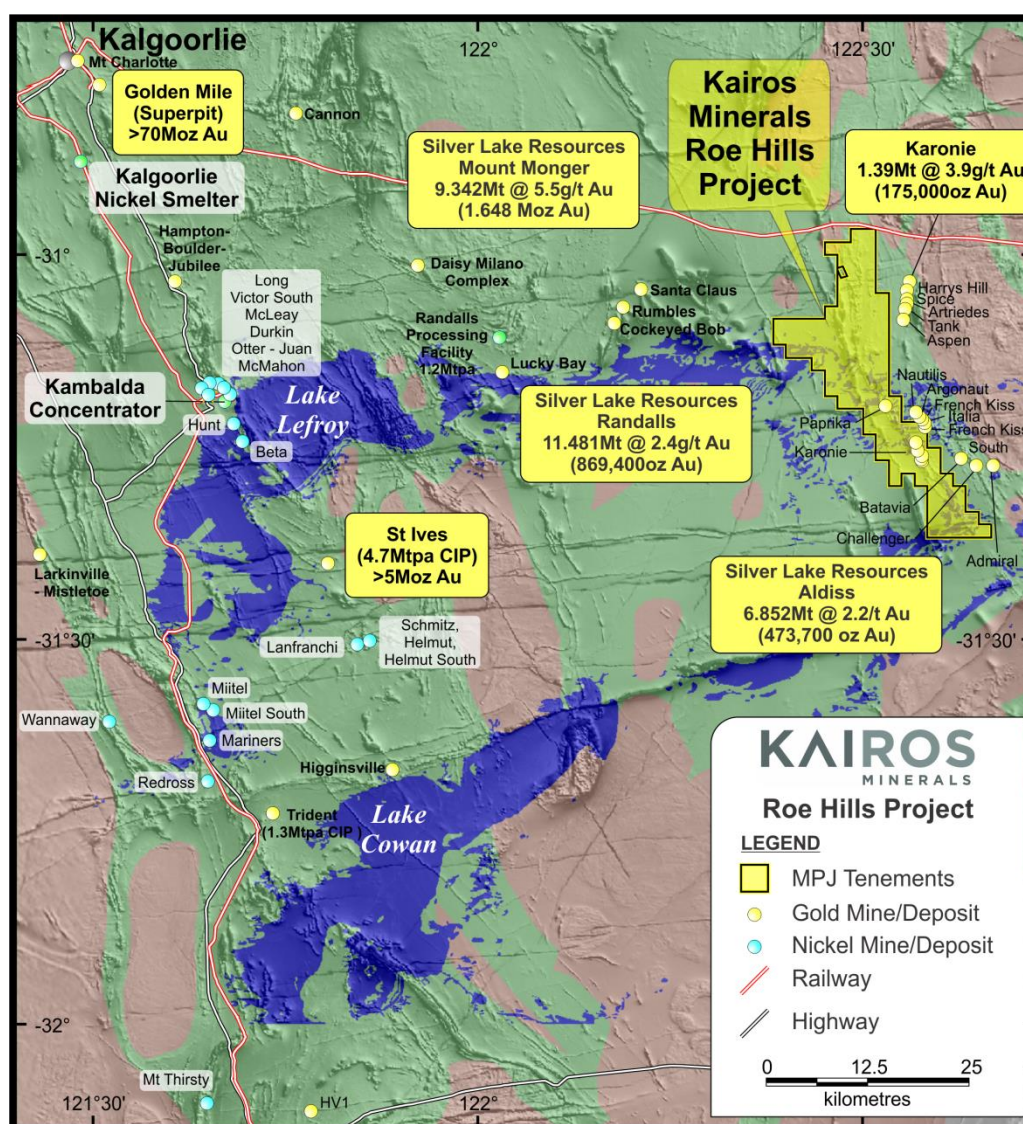 Kalgoorlie
Mt Charlotte
122°
122°30'
Golden Mile
(Superpit)
>70Moz Au
Cannon
Kairos
Minerals
Roe Hills
Project
Silver Lake Resources
Mount Monger
9.342Mt @ 5.5g/t Au
(1.648 Moz Au)
Karonie
1.39Mt @ 3.9g/t Au
(175,000oz Au)
Kalgoorlie
Nickel Smelter
Hampton-
Boulder-
Jubilee
-31°
Daisy Milano
Complex
Long
Victor South
McLeay
Durkin
Otter - Juan
McMahon
Santa Claus
Rumbles
Cockeyed Bob
Harrys Hill
Spice
Artriedes
Tank
Aspen
Randalls
Processing
Facility
1.2Mtpa
Lucky Bay
Kambalda
Concentrator
Lake
Lefroy
Hunt
Beta
Nautilis
Argonaut
French Kiss
Italia
French Kiss
South
Paprika
Karonie
Batavia
Challenger
Admiral
Silver Lake Resources
Randalls
11.481Mt @ 2.4g/t Au
(869,400oz Au)
St Ives
(4.7Mtpa CIP)
>5Moz Au
Larkinville
- Mistletoe
Silver Lake Resources
Aldiss
6.852Mt @ 2.2/t Au
(473,700 oz Au)
-31°30'
-31°30'
Lanfranchi
Schmitz,
Helmut,
Helmut South
Miitel
Miitel South
Wannaway
Mariners
Redross
Higginsville
Trident
(1.3Mtpa CIP )
Lake
Cowan
KAIROS
MINERALS
Roe Hills Project
LEGEND
MPJ Tenements
Gold Mine/Deposit
Nickel Mine/Deposit
Railway
Highway
0 12.5 25
kilometres
-32°
Mt Thirsty
HV1
121°30'
122°